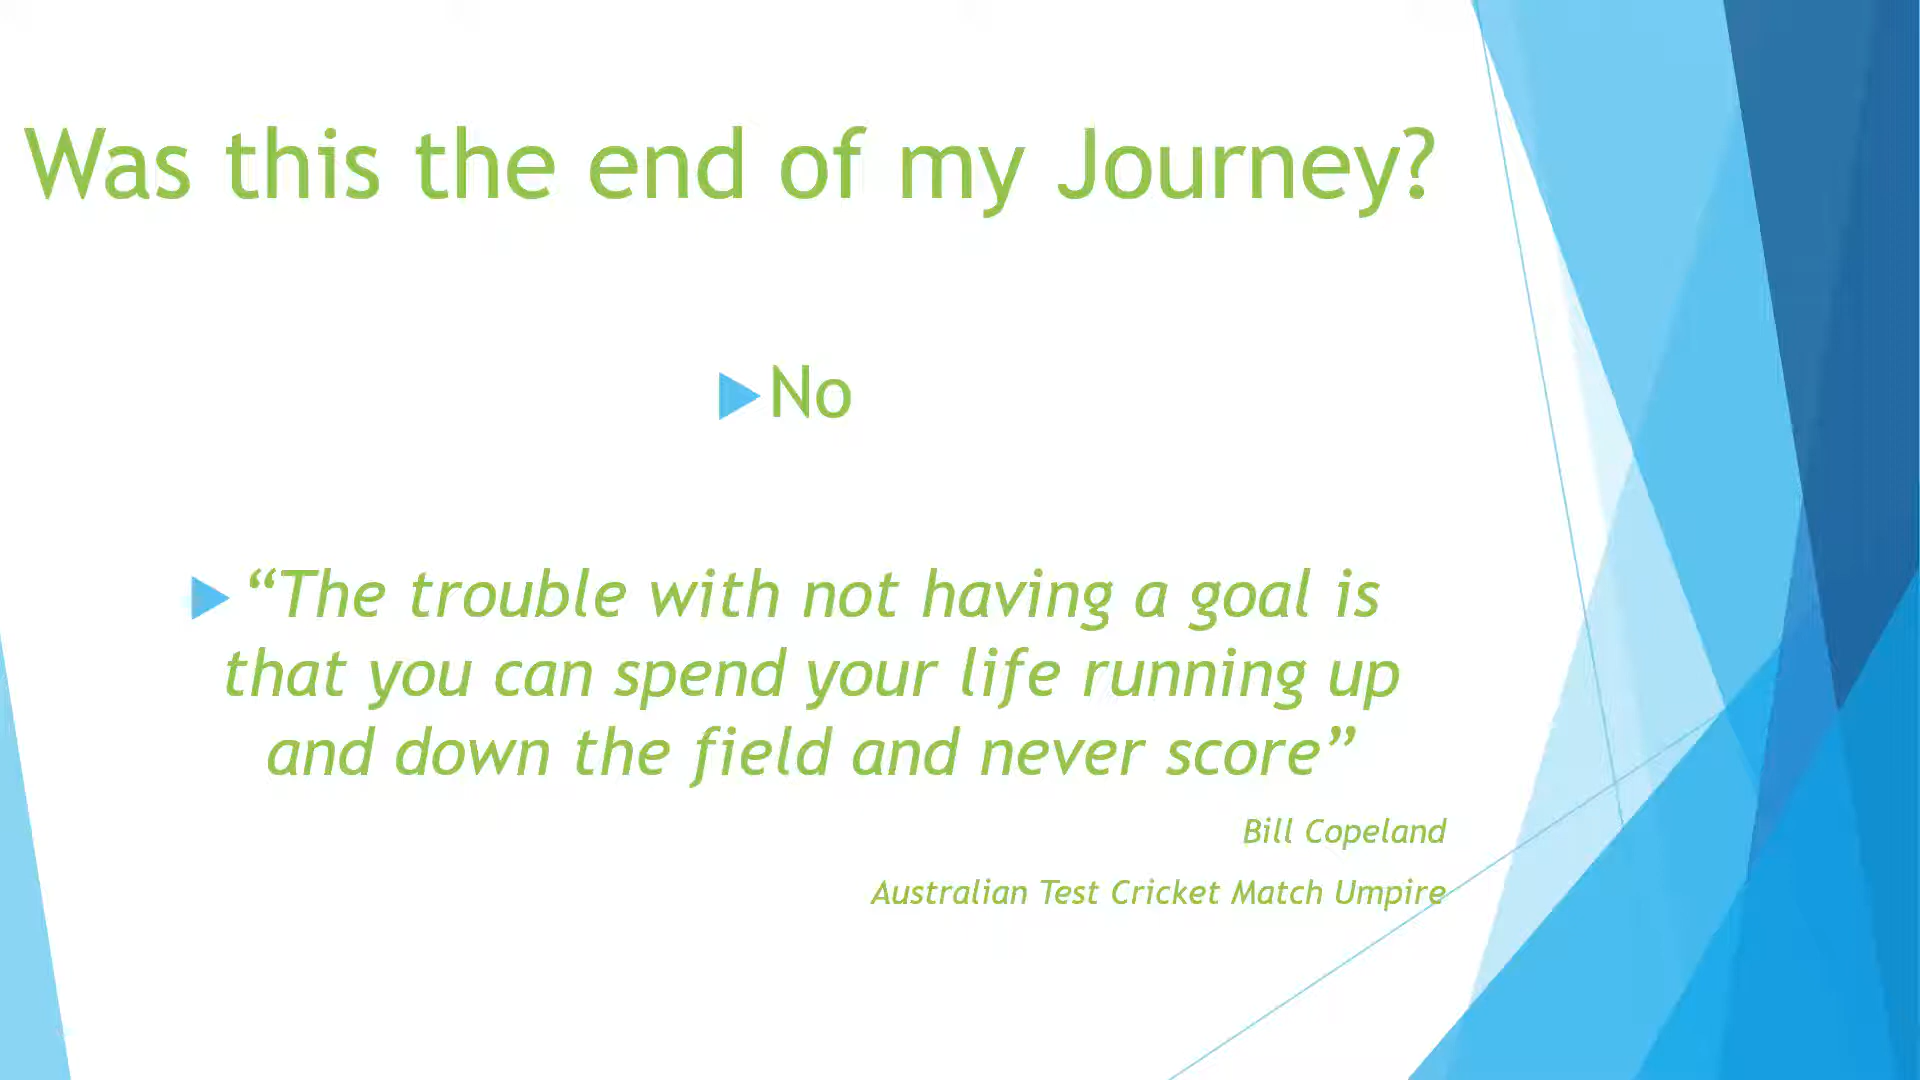 Was this the end of my Journey?
No
“The trouble with not having a goal is
that you can spend your life running up
and down the field and never score”
Bill Copeland
Australian Test Cricket Match Umpire